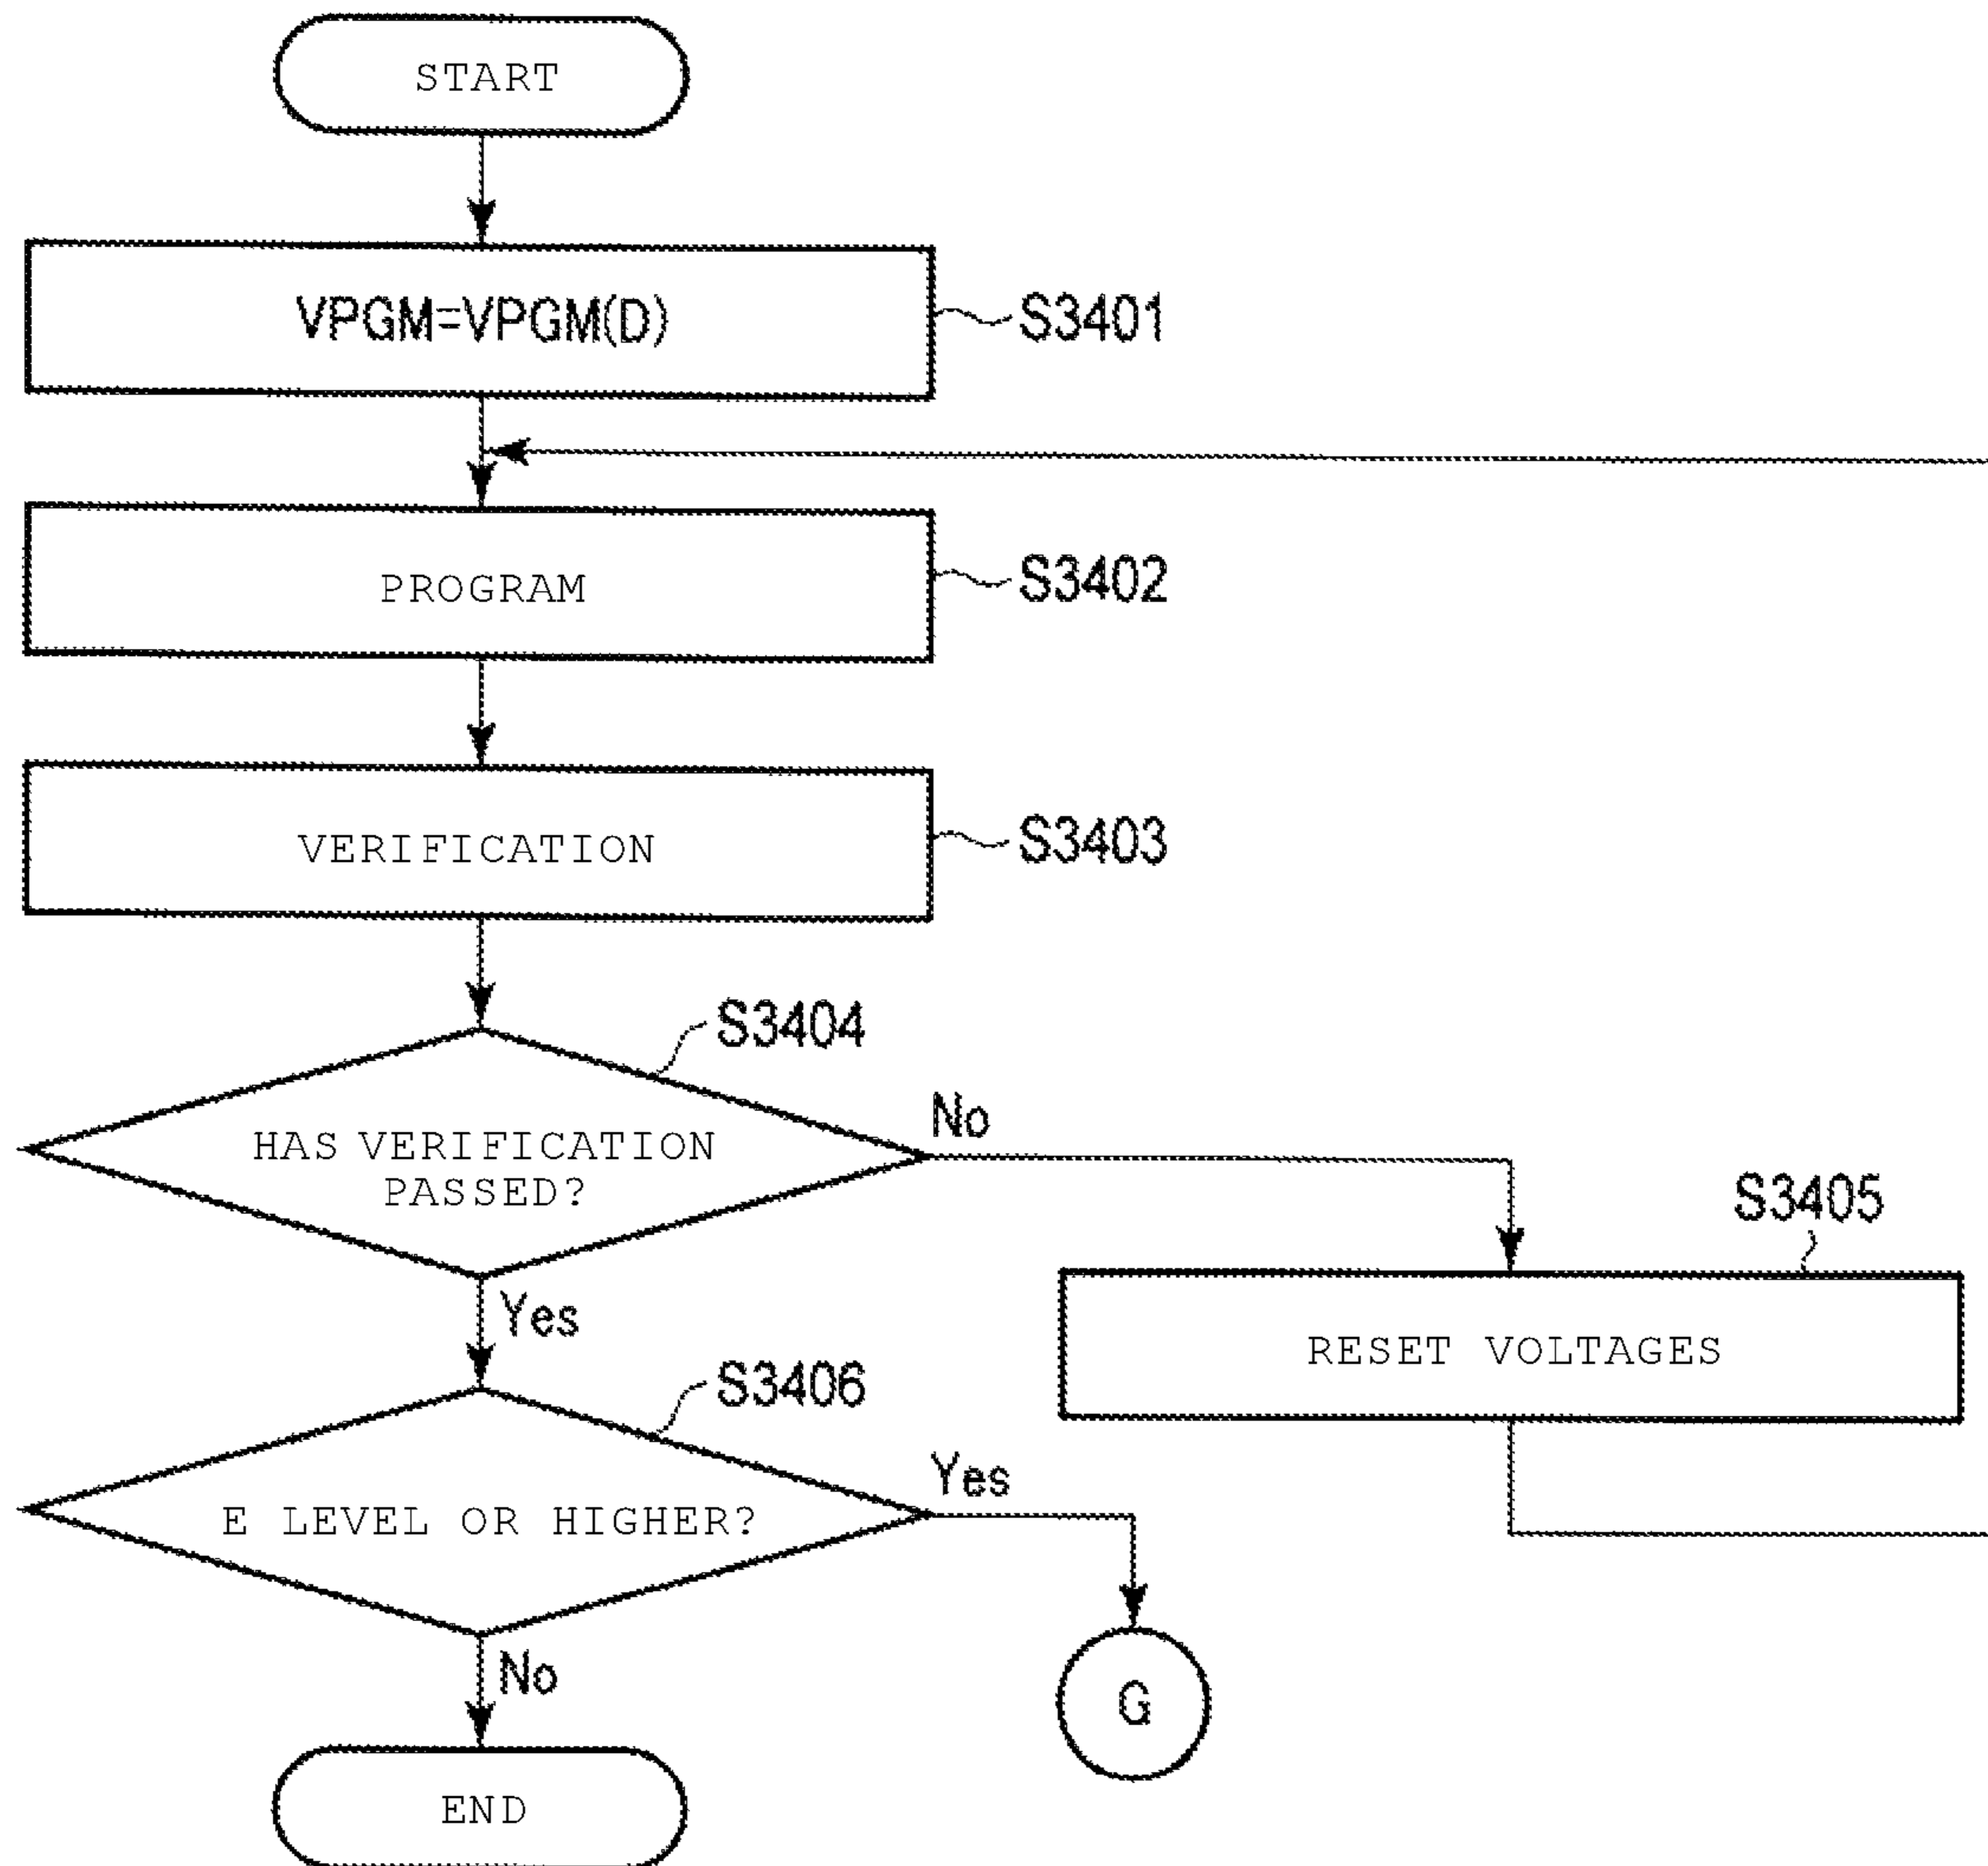 START
VPGM=VPGM(D)
S3401
PROGRAM
S3402
VERIFICATION
S3403
S3404
HAS VERIFICATION
PASSED?
No
Yes
S3405
RESET VOLTAGES
S3406
E LEVEL OR HIGHER?
Yes
No
G
END